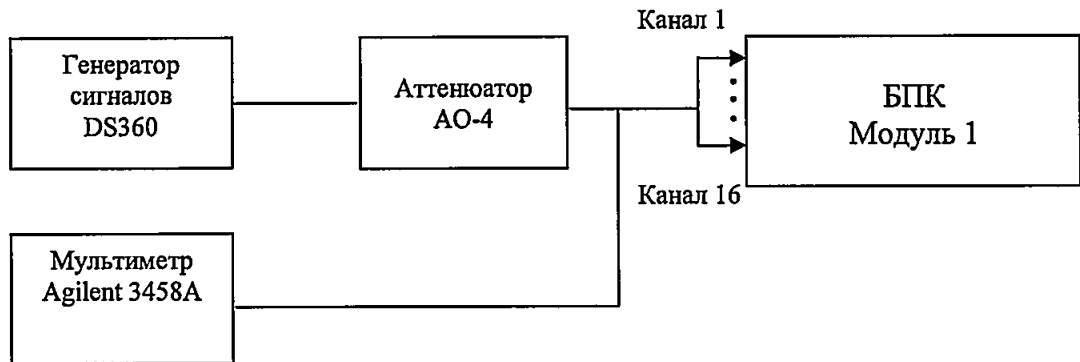 Канал 1
Генератор
сигналов
DS360
Аттенюатор
АО-4
БПК
Модуль 1
Канал 16
Мультиметр
Agilent 3458A